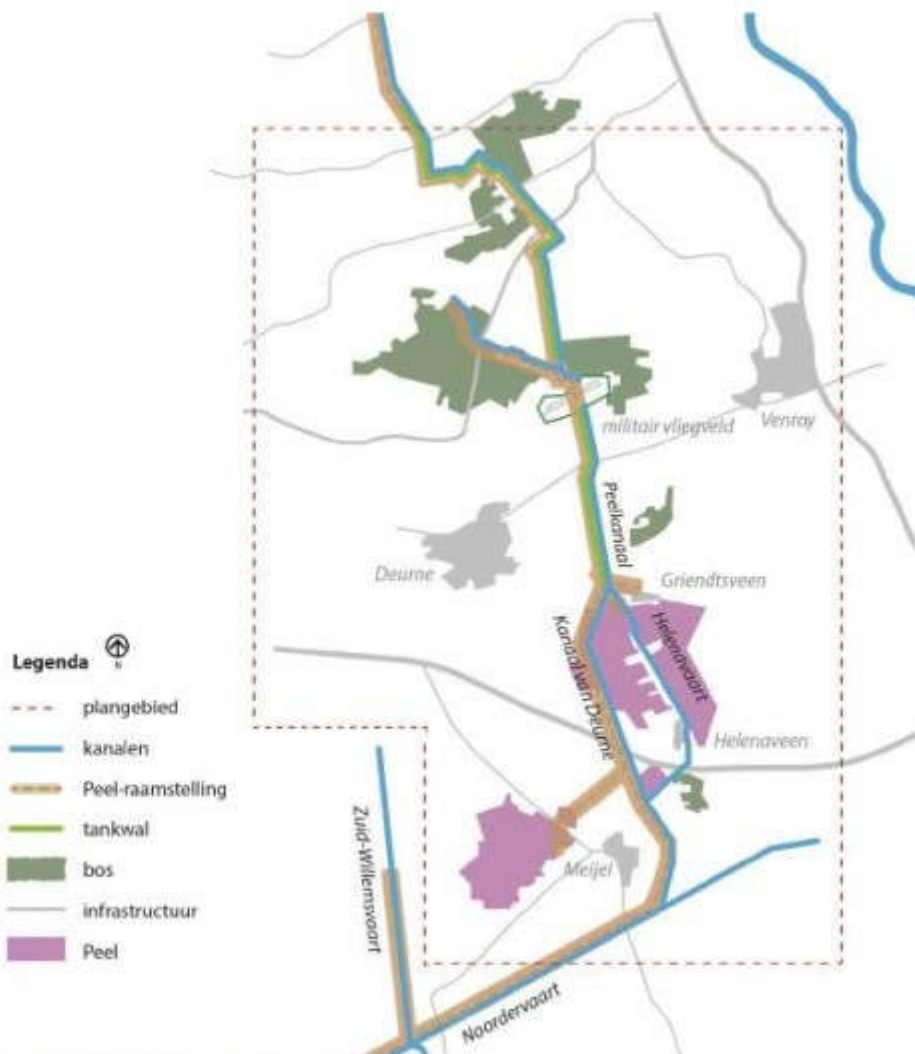 militair vliegveld
Venray
Peelkanaal
Deurne
Griendtsveen
Kanaal van Deurne
Helenavaart
Helenaveen
Legenda
N
plangebied
kanalen
Peel-raamstelling
tankwal
bos
infrastructuur
Peel
Zuid-Willemsvaart
Meijel
Noordervaart